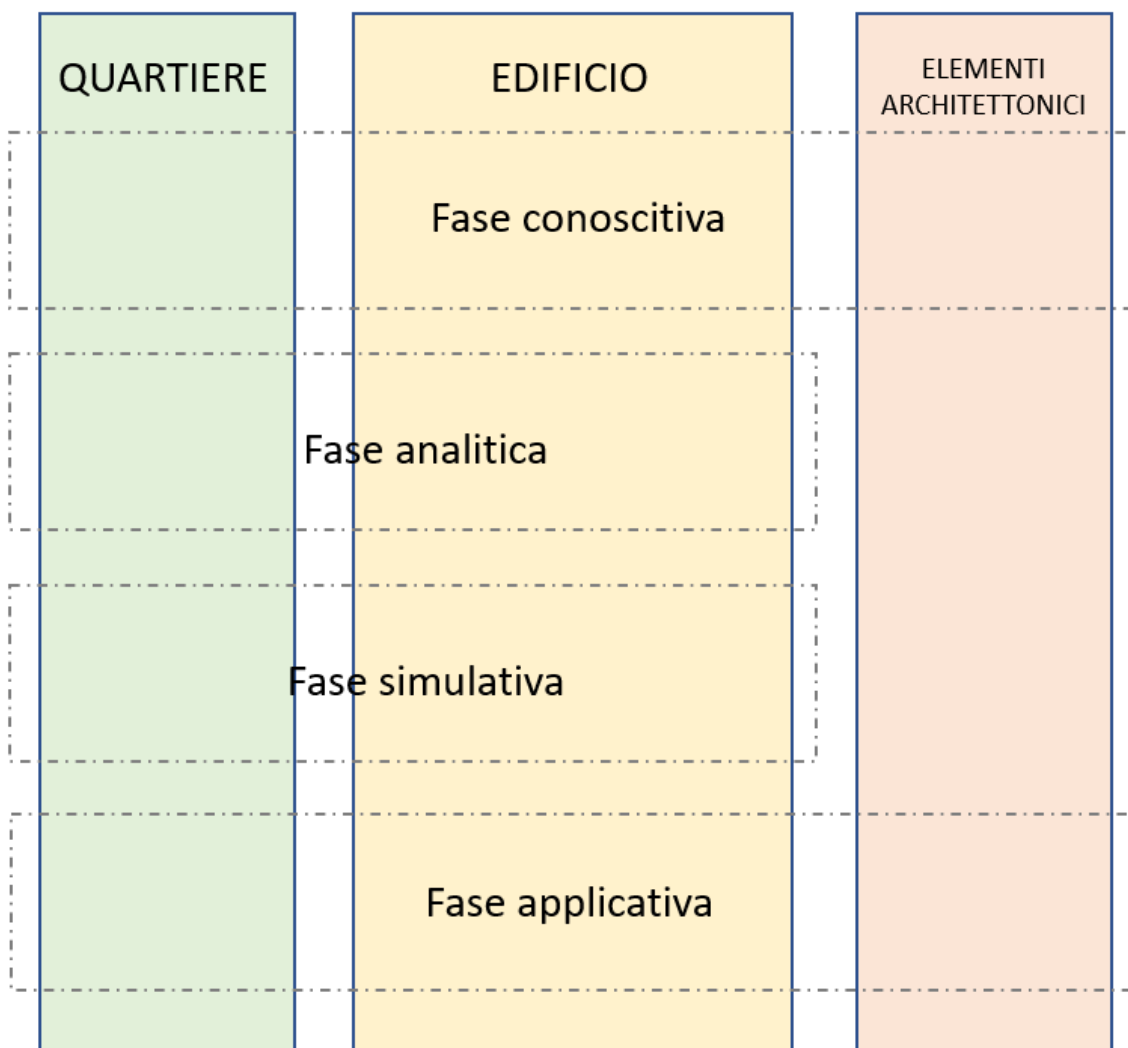 QUARTIERE
EDIFICIO
ELEMENTI
ARCHITETTONICI
Fase conoscitiva
Fase analitica
Fase simulativa
Fase applicativa